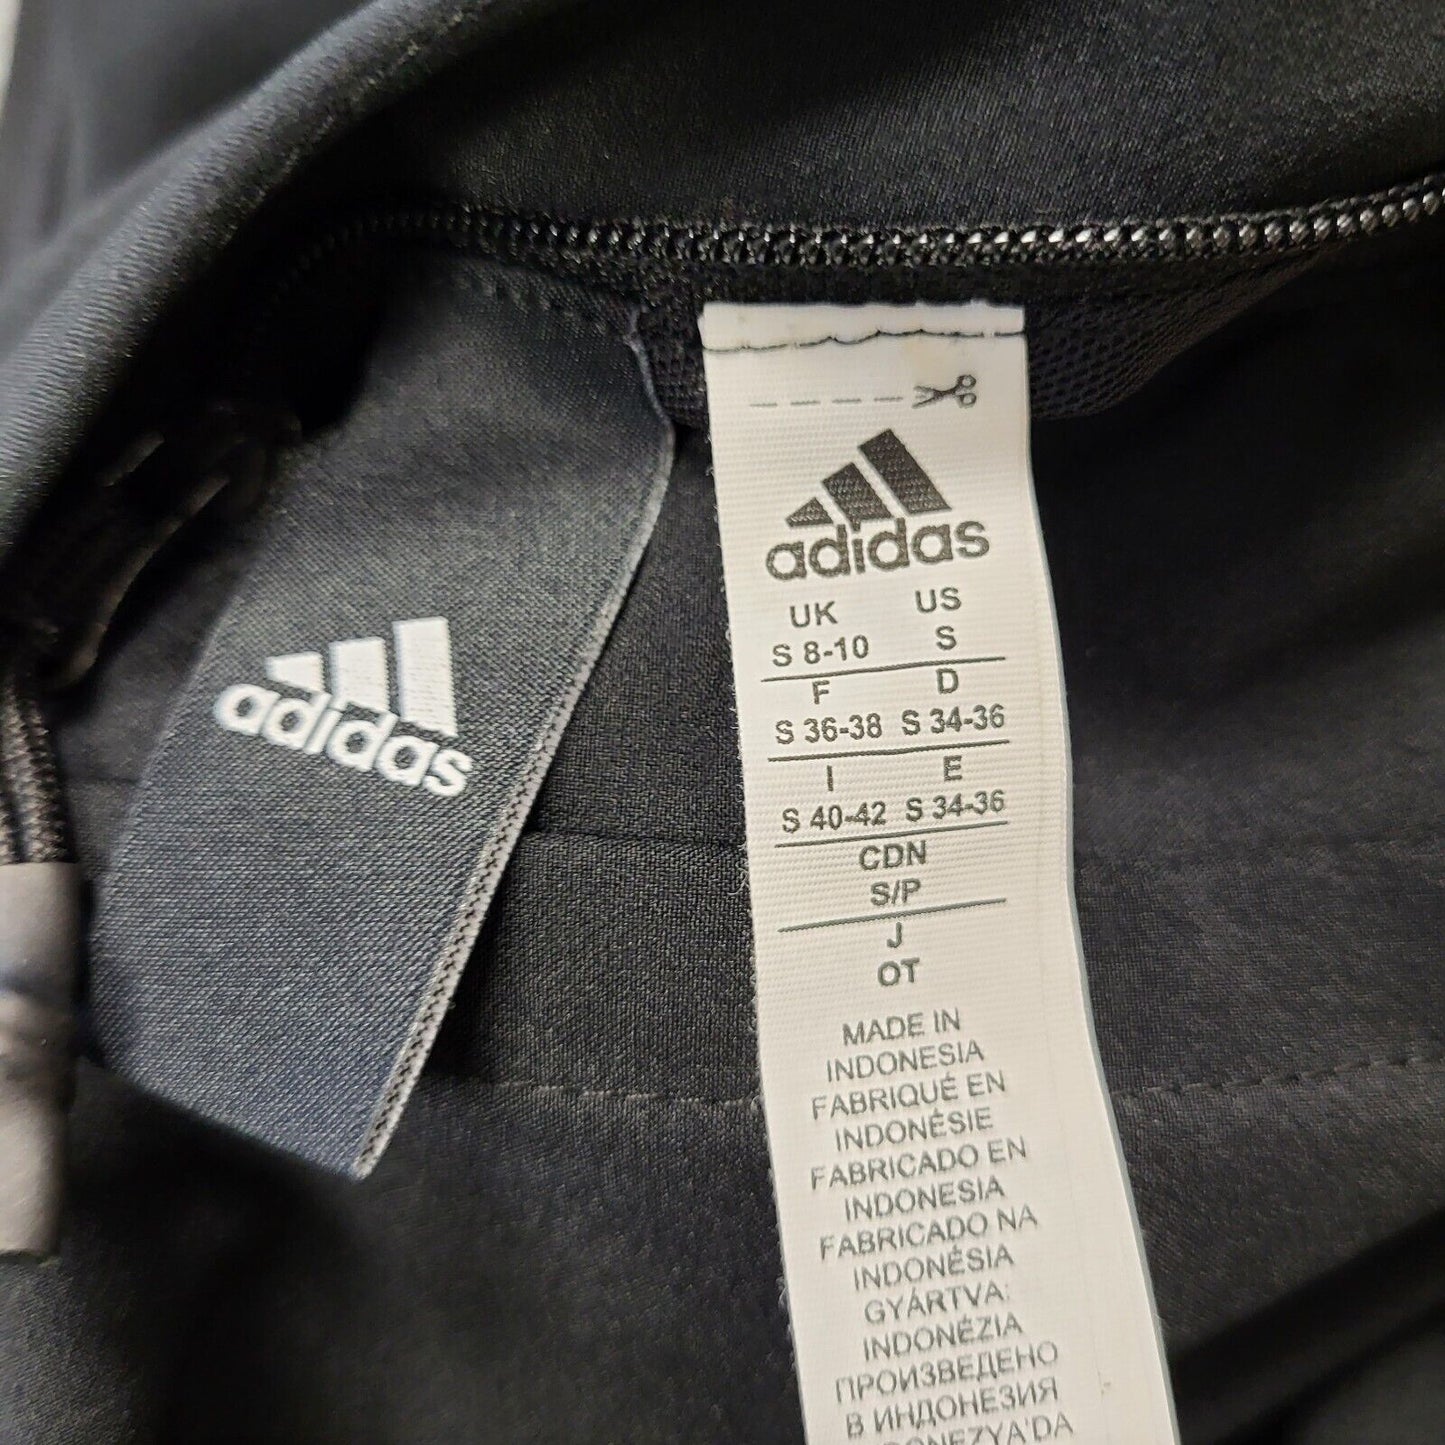 adidas
adidas
UK US
S 8-10 S
F D
S 36-38 S 34-36
I E
S 40-42 S 34-36
CDN
S/P
J
OT
MADE IN
INDONESIA
FABRIQUÉ EN
INDONÉSIE
FABRICADO EN
INDONESIA
FABRICADO NA
INDONÉSIA
GYÁRTVA:
INDONÉZIA
ПРОИЗВЕДЕНО
В ИНДОНЕЗИЯ